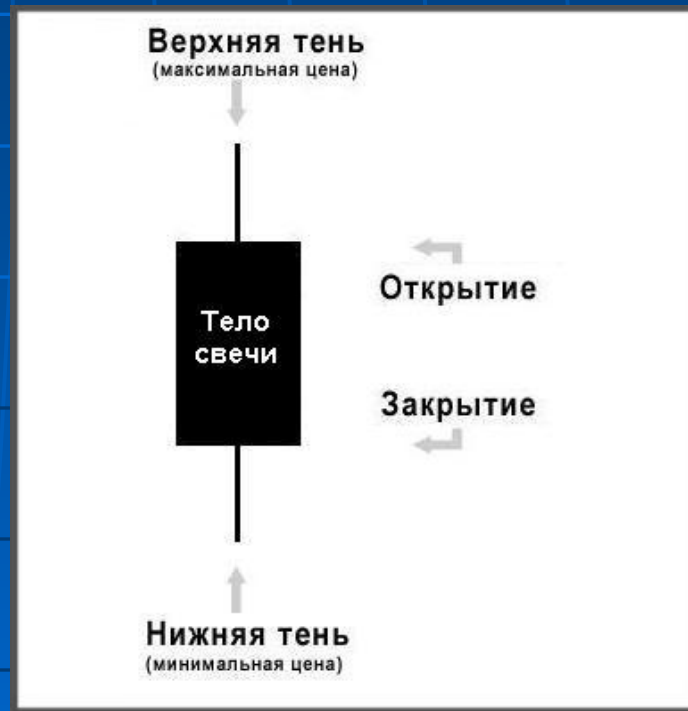 Верхняя тень
(максимальная цена)
Открытие
Тело
свечи
Закрытие
Нижняя тень
(минимальная цена)